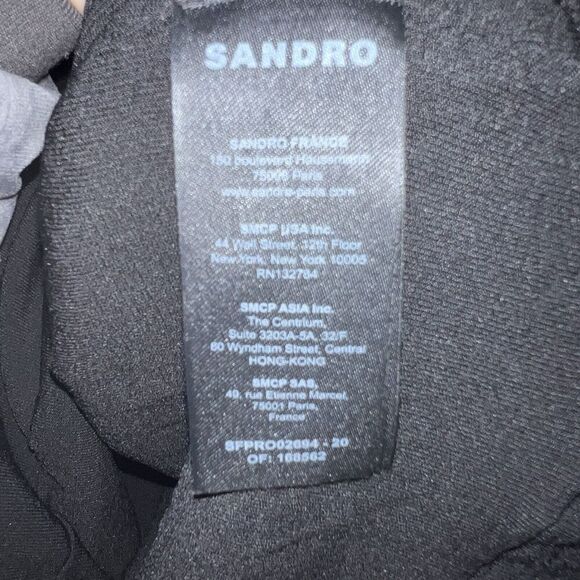 SANDRO
SANDRO FRANCE
150 boulevard Haussmann
75008 Paris
www.sandro-paris.com
SMCP USA Inc.
44 Wall Street, 12th Floor
New York, New York 10005
RN132784
SMCP ASIA Inc.
The Centrium,
Suite 3203A-5A, 32/F
60 Wyndham Street, Central
HONG-KONG
SMCP SAS,
49, rue Etienne Marcel,
75001 Paris,
France
SFPRO02694 - 20
OF: 168562